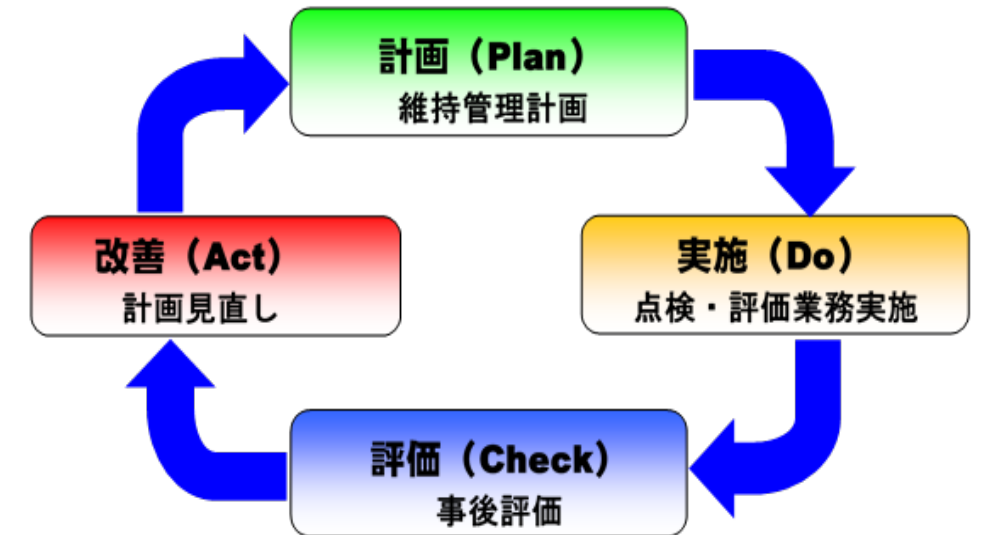 計画（Plan）
維持管理計画
改善（Act）
計画見直し
実施（Do）
点検・評価業務実施
評価（Check）
事後評価